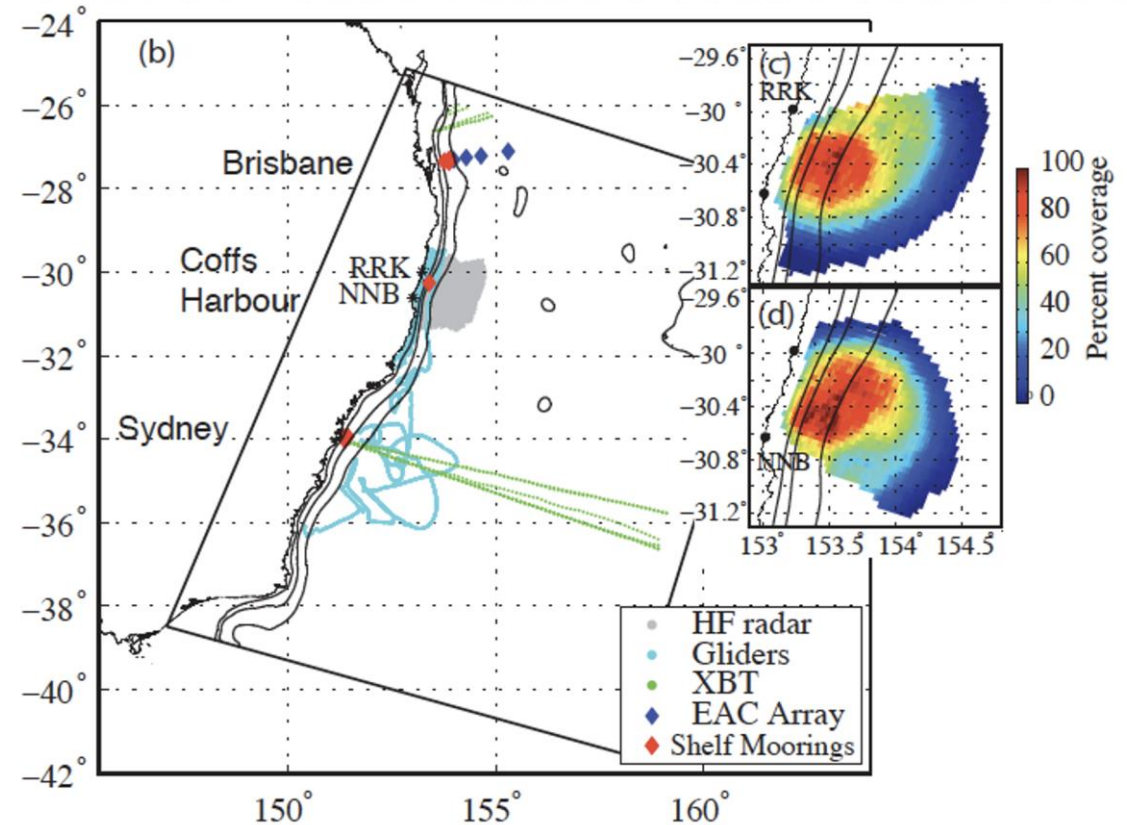 (b)
−24°
−26°
−28°
−30°
−32°
−34°
−36°
−38°
−40°
−42°
150°
155°
160°
Brisbane
Coffs
Harbour
RRK
NNB
Sydney
HF radar
Gliders
XBT
EAC Array
Shelf Moorings
(c)
RRK
−29.6°
−30°
−30.4°
−30.8°
−31.2°
(d)
NNB
−29.6°
−30°
−30.4°
−30.8°
−31.2°
153°
153.5°
154°
154.5°
100
80
60
40
20
0
Percent coverage